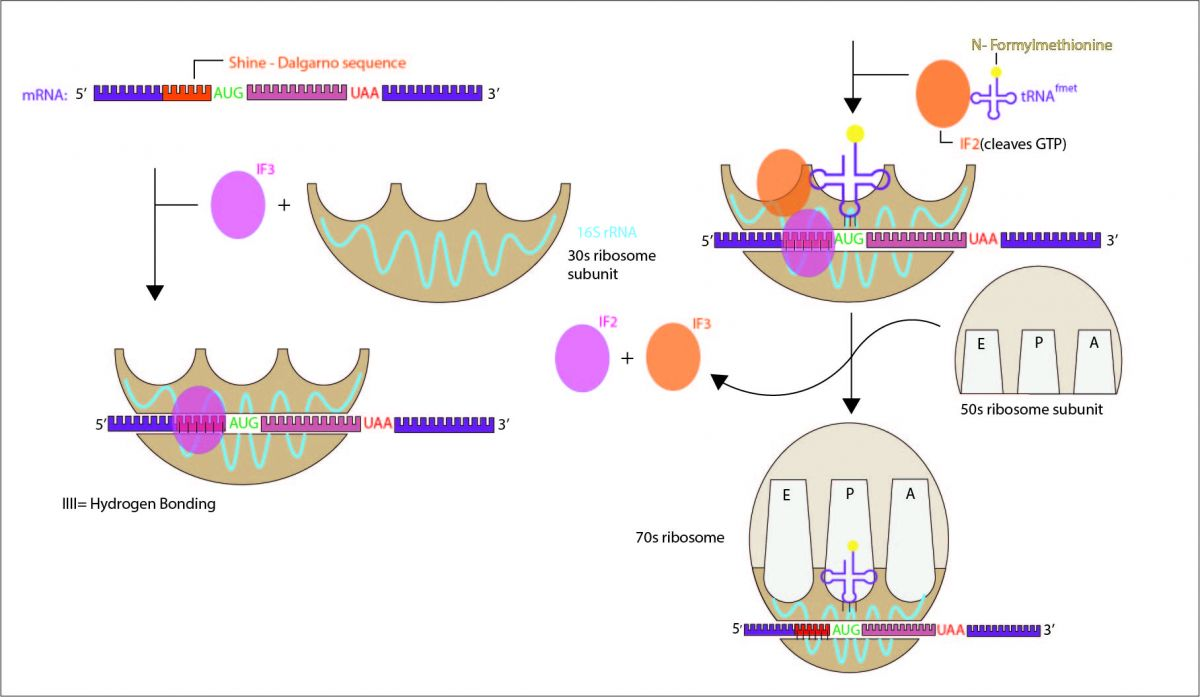 Shine - Dalgarno sequence
mRNA: 5′ AUG UAA 3′
IF3
+
16S rRNA
30s ribosome
subunit
5′ AUG UAA 3′
IIII= Hydrogen Bonding
N- Formylmethionine
tRNAfmet
IF2(cleaves GTP)
5′ AUG UAA 3′
IF2 IF3
+
E P A
50s ribosome subunit
E P A
70s ribosome
5′ AUG UAA 3′